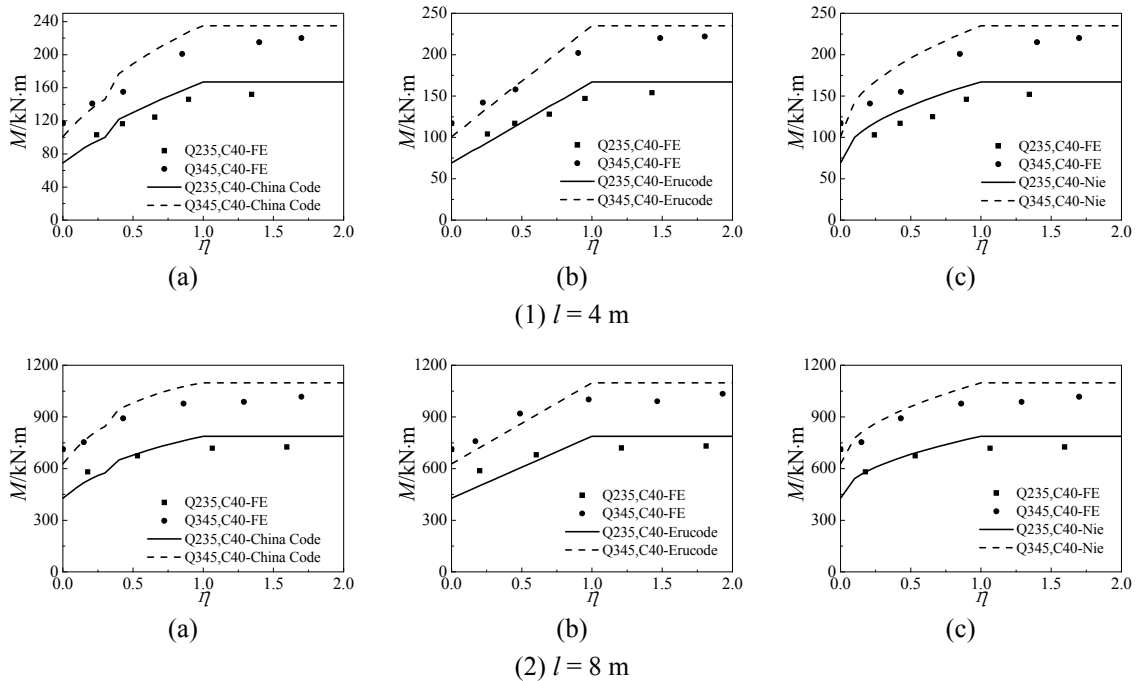 M/kN·m
240
200
160
120
80
40
0
Q235,C40-FE
Q345,C40-FE
Q235,C40-China Code
Q345,C40-China Code
0.0 0.5 1.0 1.5 2.0
η
(a)
M/kN·m
250
200
150
100
50
0
Q235,C40-FE
Q345,C40-FE
Q235,C40-Erucode
Q345,C40-Erucode
0.0 0.5 1.0 1.5 2.0
η
(b)
M/kN·m
250
200
150
100
50
0
Q235,C40-FE
Q345,C40-FE
Q235,C40-Nie
Q345,C40-Nie
0.0 0.5 1.0 1.5 2.0
η
(c)
(1) l = 4 m
M/kN·m
1200
900
600
300
0
Q235,C40-FE
Q345,C40-FE
Q235,C40-China Code
Q345,C40-China Code
0.0 0.5 1.0 1.5 2.0
η
(a)
M/kN·m
1200
900
600
300
0
Q235,C40-FE
Q345,C40-FE
Q235,C40-Erucode
Q345,C40-Erucode
0.0 0.5 1.0 1.5 2.0
η
(b)
M/kN·m
1200
900
600
300
0
Q235,C40-FE
Q345,C40-FE
Q235,C40-Nie
Q345,C40-Nie
0.0 0.5 1.0 1.5 2.0
η
(c)
(2) l = 8 m